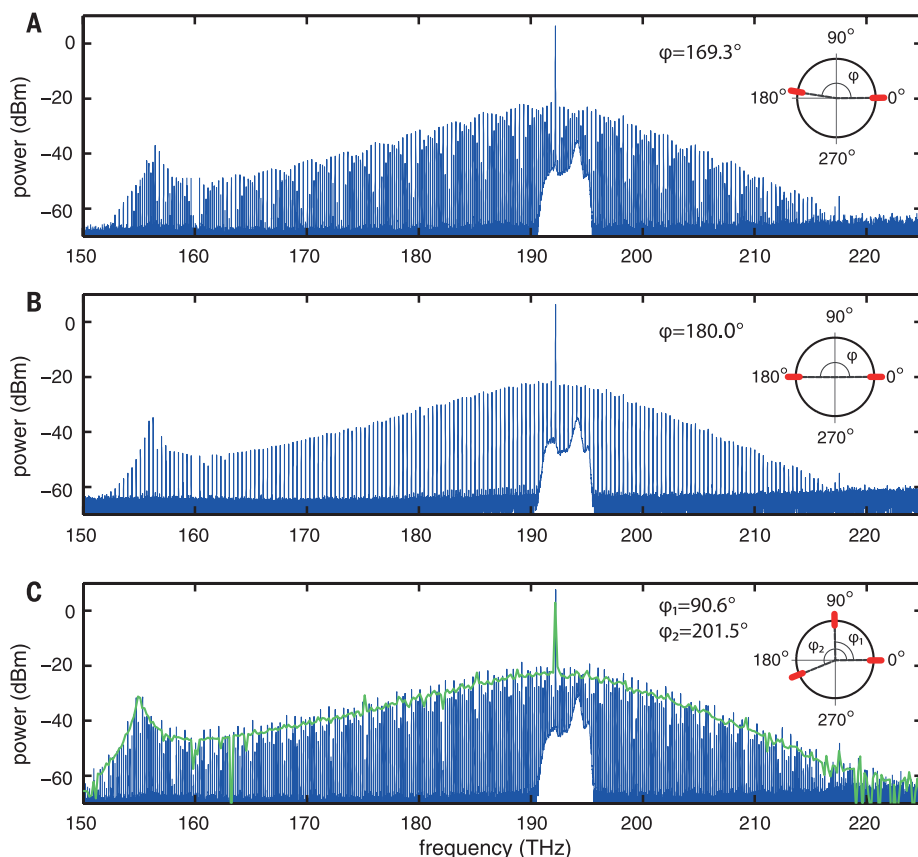 A
power (dBm)
0
−20
−40
−60
φ=169.3°
90°
φ
180°
0°
270°
150 160 170 180 190 200 210 220
B
power (dBm)
0
−20
−40
−60
φ=180.0°
90°
φ
180°
0°
270°
150 160 170 180 190 200 210 220
C
power (dBm)
0
−20
−40
−60
φ₁=90.6°
φ₂=201.5°
90°
φ₂ φ₁
180°
0°
270°
150 160 170 180 190 200 210 220
frequency (THz)